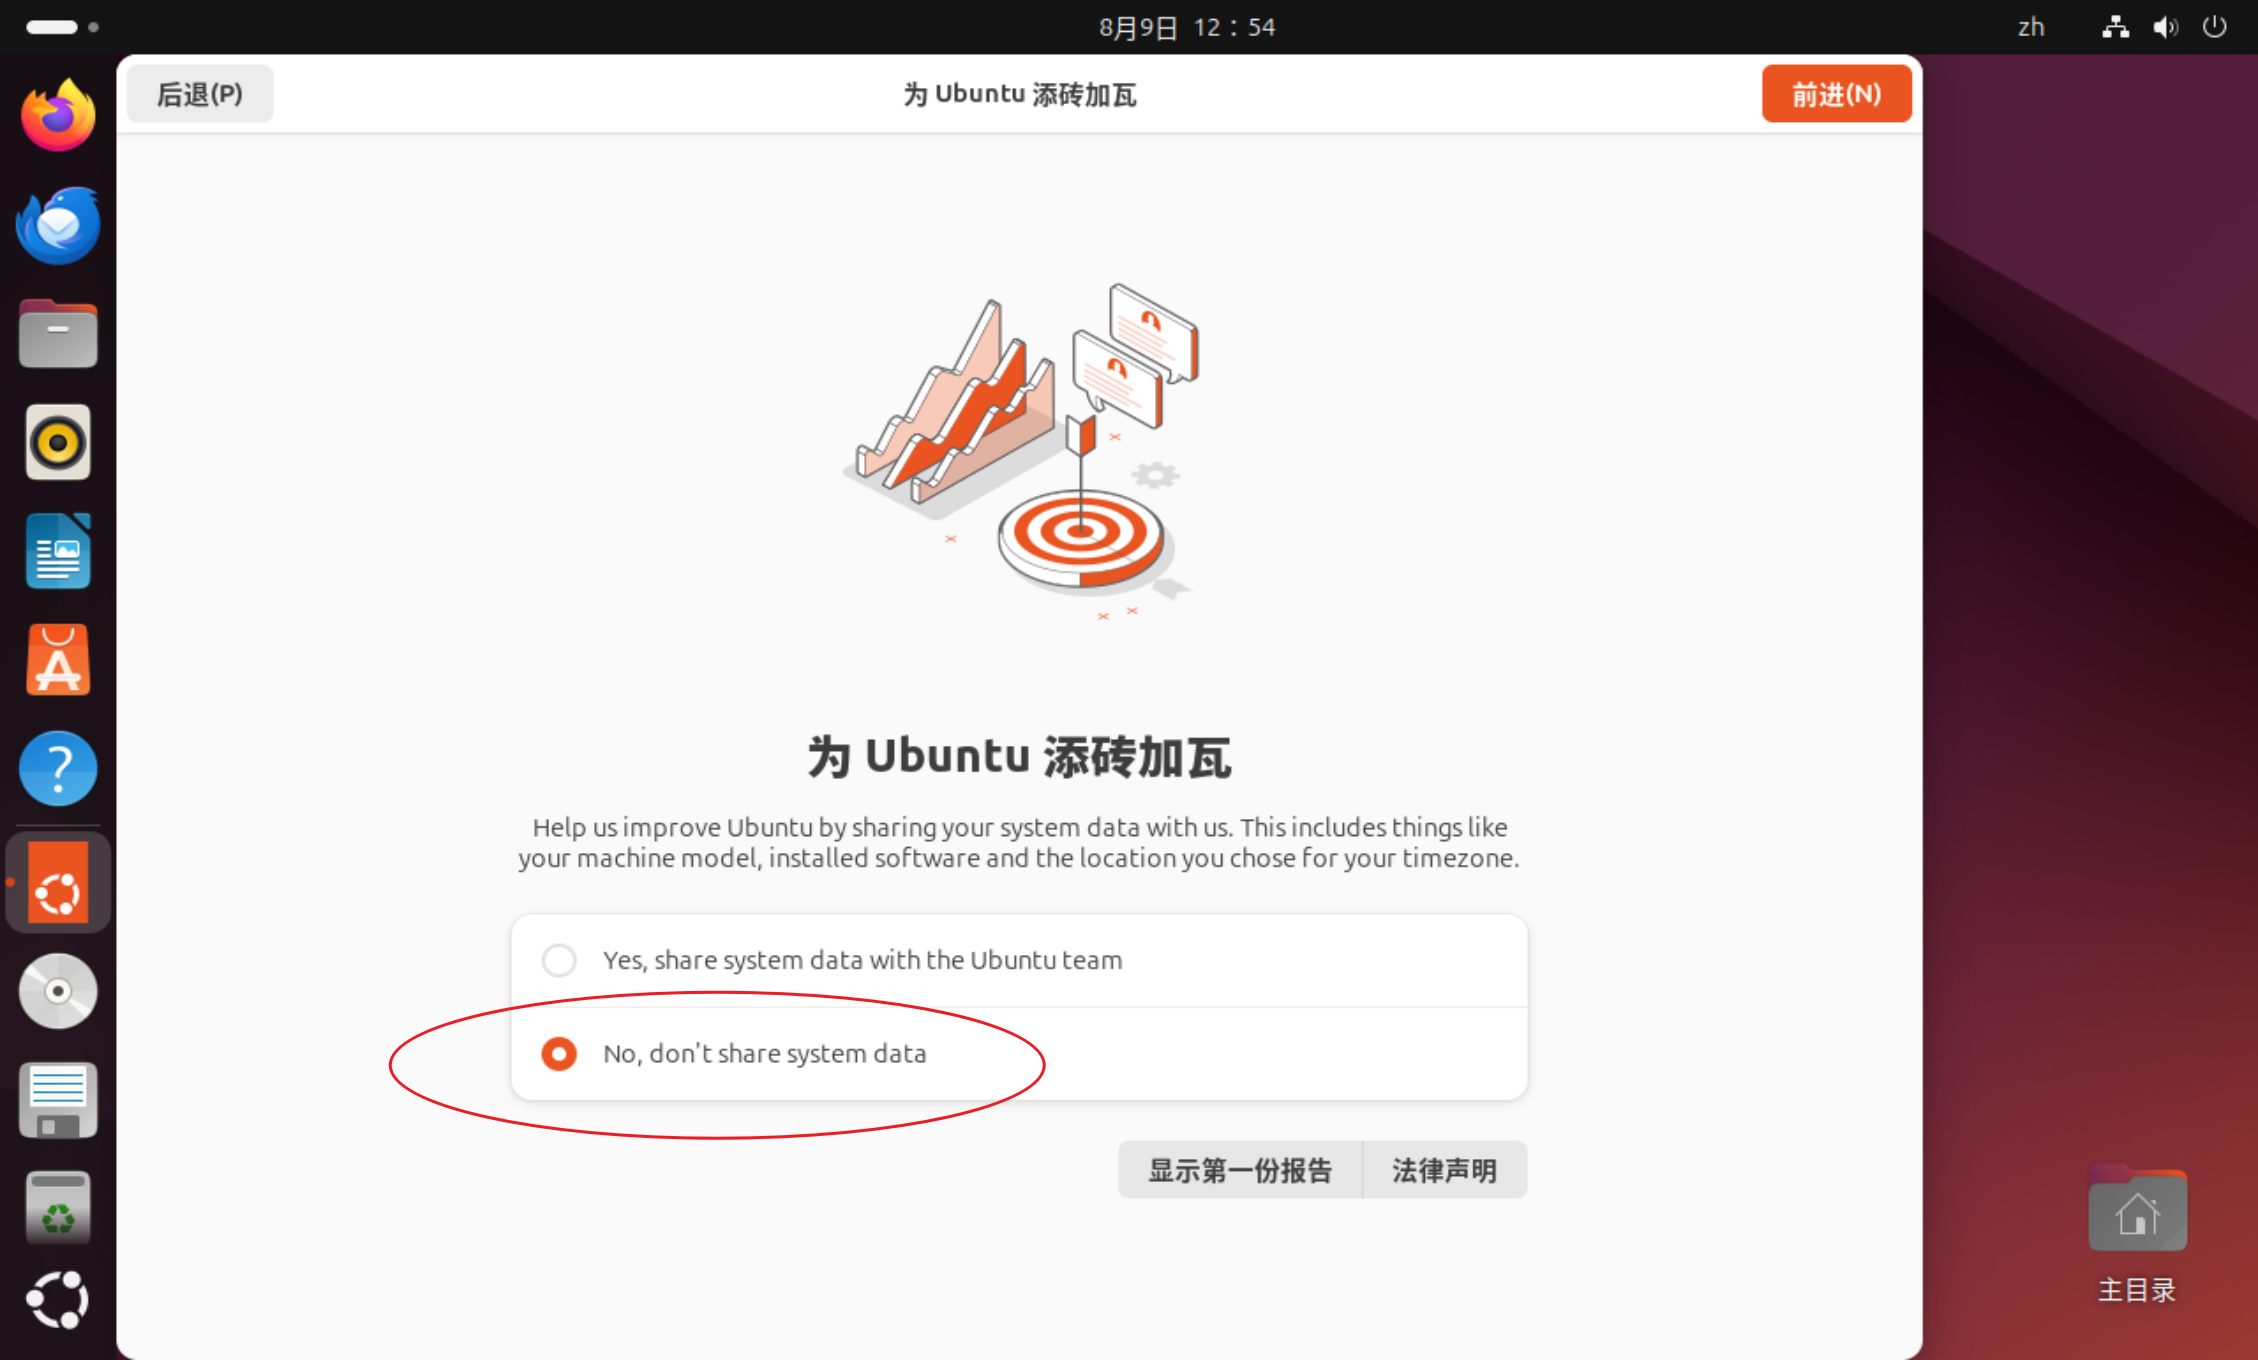 8月9日 12：54
zh
后退(P)
为 Ubuntu 添砖加瓦
前进(N)
为 Ubuntu 添砖加瓦
Help us improve Ubuntu by sharing your system data with us. This includes things like
your machine model, installed software and the location you chose for your timezone.
Yes, share system data with the Ubuntu team
No, don't share system data
显示第一份报告
法律声明
主目录